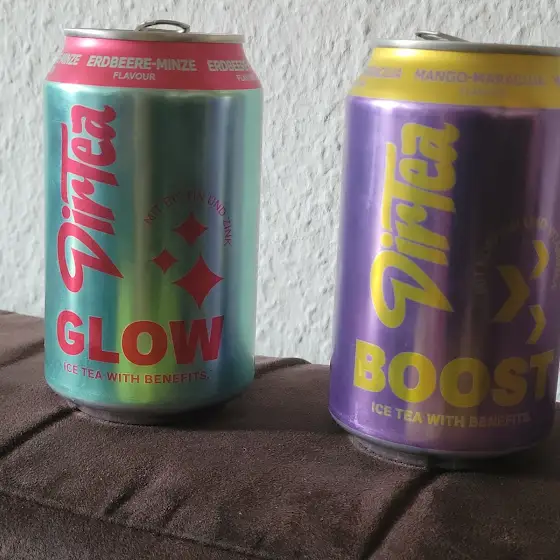 ERDBEERE-MINZE
FLAVOUR
DirTea
MIT BIOTIN UND ZINK
GLOW
ICE TEA WITH BENEFITS.
MANGO-MARACUJA
DirTea
BOOST
ICE TEA WITH BENEFITS.